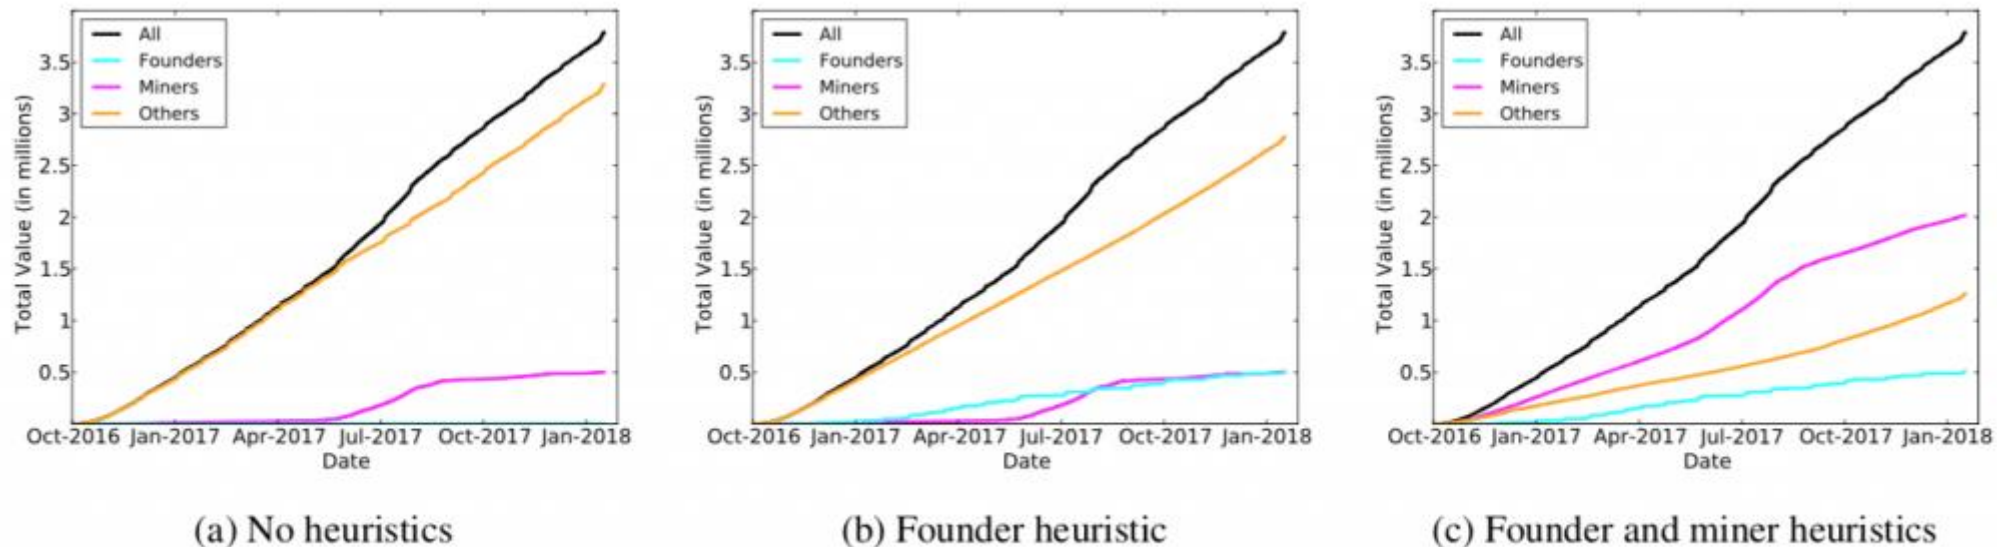 All
Founders
Miners
Others
3.5
3
2.5
2
1.5
1
0.5
Total Value (in millions)
Oct-2016 Jan-2017 Apr-2017 Jul-2017 Oct-2017 Jan-2018
Date
(a) No heuristics
All
Founders
Miners
Others
3.5
3
2.5
2
1.5
1
0.5
Total Value (in millions)
Oct-2016 Jan-2017 Apr-2017 Jul-2017 Oct-2017 Jan-2018
Date
(b) Founder heuristic
All
Founders
Miners
Others
3.5
3
2.5
2
1.5
1
0.5
Total Value (in millions)
Oct-2016 Jan-2017 Apr-2017 Jul-2017 Oct-2017 Jan-2018
Date
(c) Founder and miner heuristics